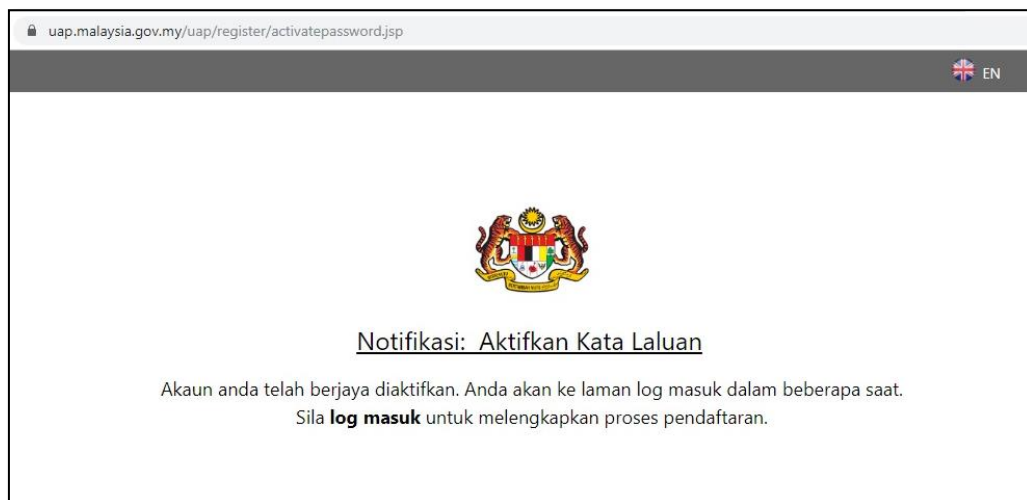 uap.malaysia.gov.my/uap/register/activatepassword.jsp
EN
Notifikasi: Aktifkan Kata Laluan
Akaun anda telah berjaya diaktifkan. Anda akan ke laman log masuk dalam beberapa saat.
Sila log masuk untuk melengkapkan proses pendaftaran.